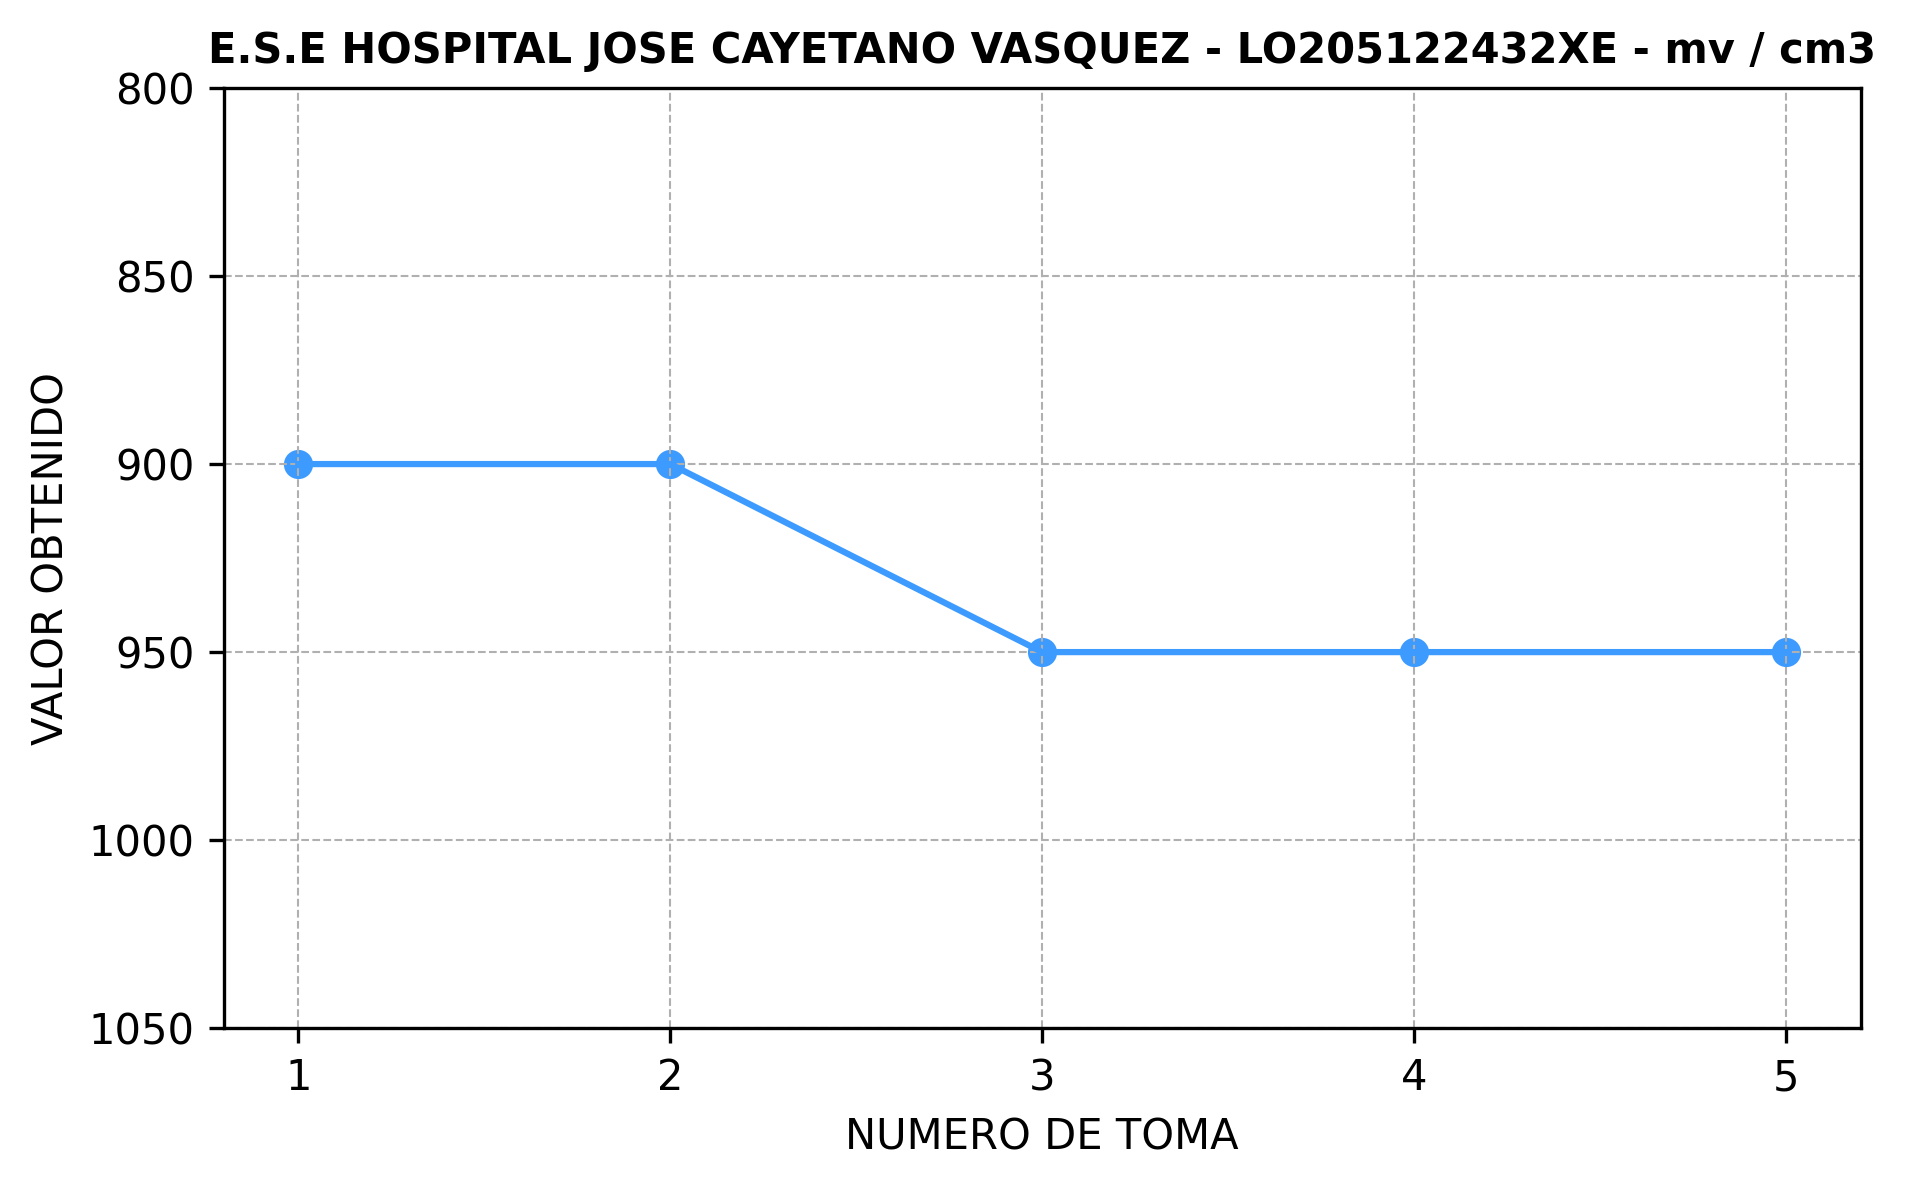 E.S.E HOSPITAL JOSE CAYETANO VASQUEZ - LO205122432XE - mv / cm3
800
850
900
950
1000
1050
VALOR OBTENIDO
1 2 3 4 5
NUMERO DE TOMA